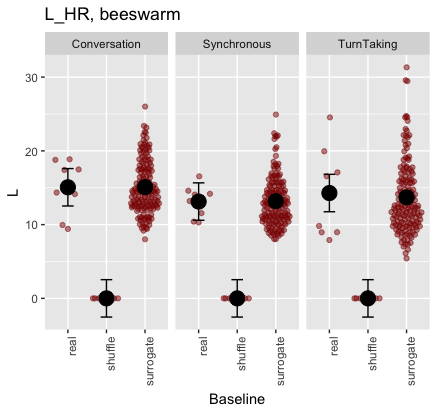 L_HR, beeswarm
Conversation Synchronous TurnTaking
30
20
10
0
L
real shuffle surrogate real shuffle surrogate real shuffle surrogate
Baseline